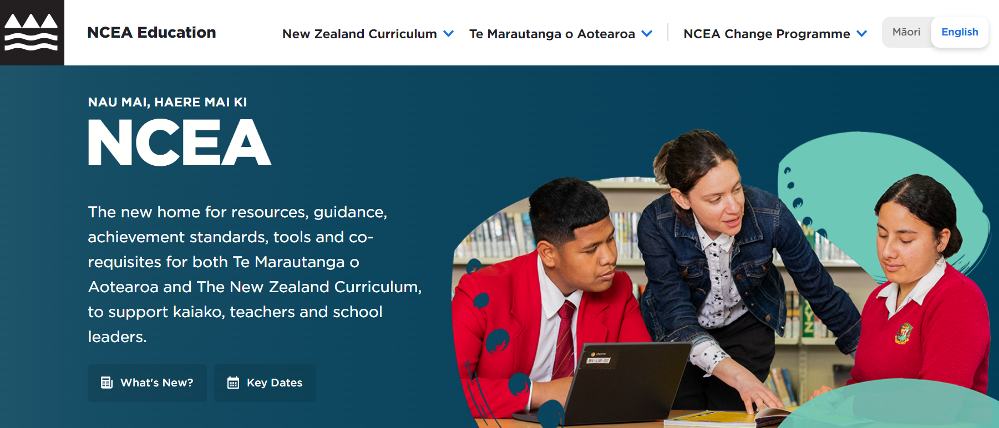 NCEA Education
New Zealand Curriculum
Te Marautanga o Aotearoa
NCEA Change Programme
Māori
English
NAU MAI, HAERE MAI KI
NCEA
The new home for resources, guidance,
achievement standards, tools and co-
requisites for both Te Marautanga o
Aotearoa and The New Zealand Curriculum,
to support kaiako, teachers and school
leaders.
What's New?
Key Dates
chrome
BV-LIB-02
XYZ